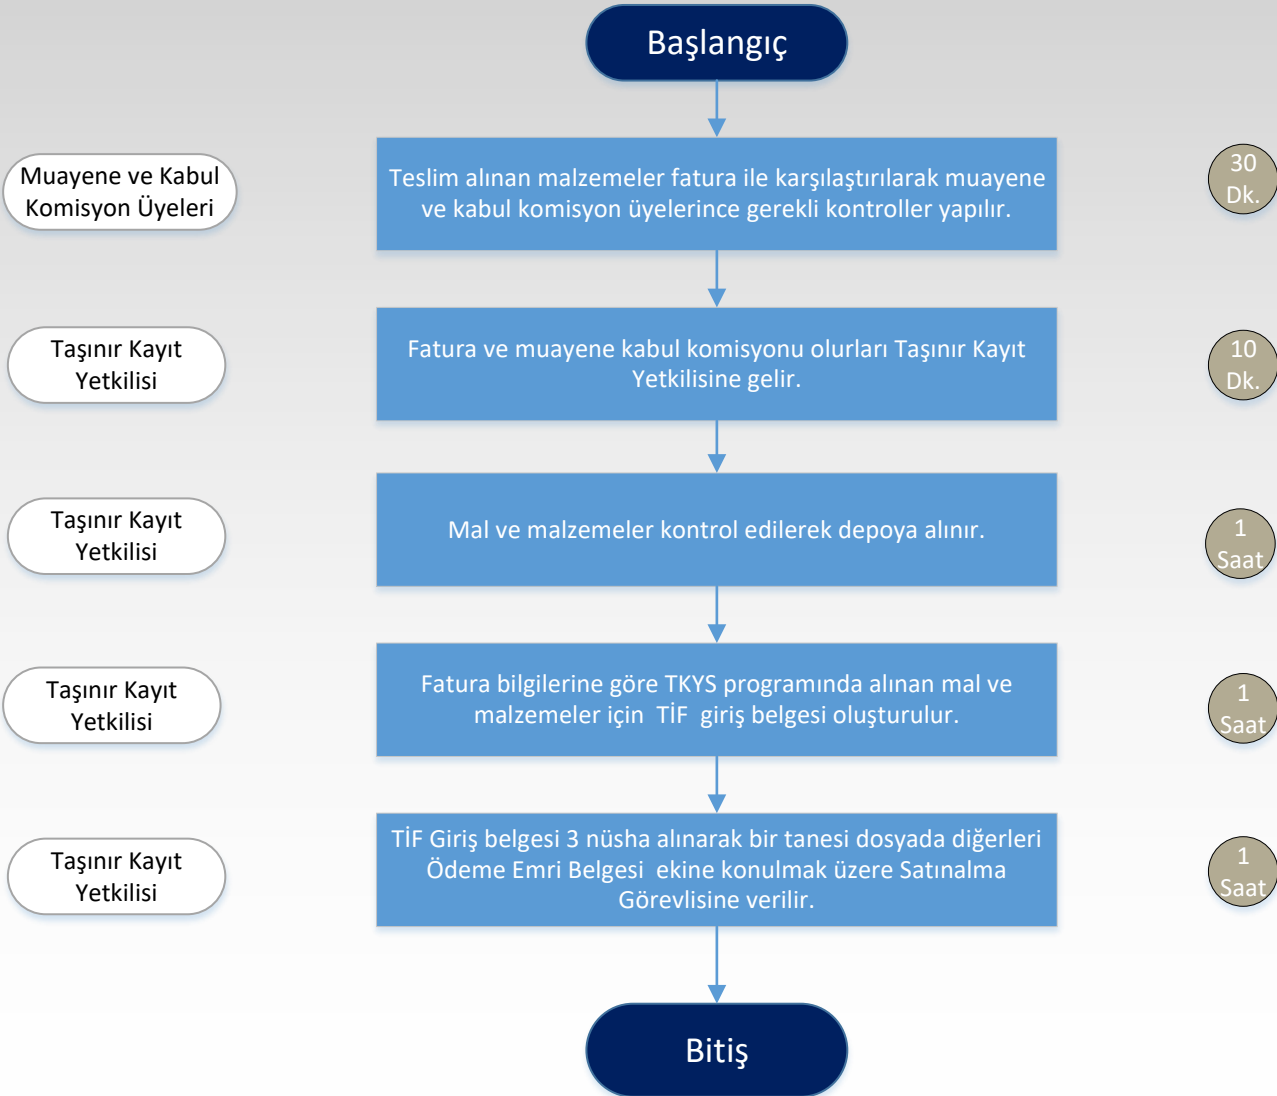 Başlangıç
Muayene ve Kabul
Komisyon Üyeleri
Teslim alınan malzemeler fatura ile karşılaştırılarak muayene
ve kabul komisyon üyelerince gerekli kontroller yapılır.
30
Dk.
Taşınır Kayıt
Yetkilisi
Fatura ve muayene kabul komisyonu olurları Taşınır Kayıt
Yetkilisine gelir.
10
Dk.
Taşınır Kayıt
Yetkilisi
Mal ve malzemeler kontrol edilerek depoya alınır.
1
Saat
Taşınır Kayıt
Yetkilisi
Fatura bilgilerine göre TKYS programında alınan mal ve
malzemeler için  TİF  giriş belgesi oluşturulur.
1
Saat
Taşınır Kayıt
Yetkilisi
TİF Giriş belgesi 3 nüsha alınarak bir tanesi dosyada diğerleri
Ödeme Emri Belgesi  ekine konulmak üzere Satınalma
Görevlisine verilir.
1
Saat
Bitiş